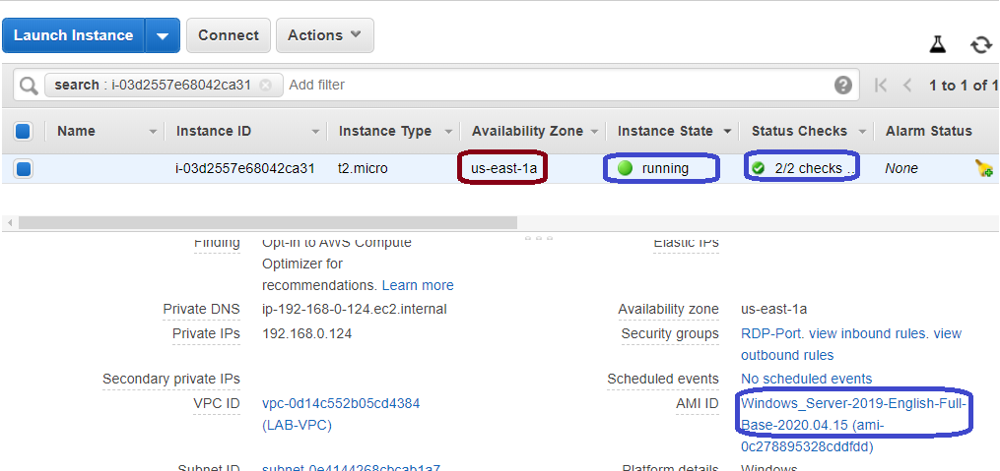 Launch Instance Connect Actions
search : i-03d2557e68042ca31 Add filter 1 to 1 of 1
Name Instance ID Instance Type Availability Zone Instance State Status Checks Alarm Status
i-03d2557e68042ca31 t2.micro us-east-1a running 2/2 checks ... None
Finding Opt-in to AWS Compute Elastic IPs
Optimizer for
recommendations. Learn more
Private DNS ip-192-168-0-124.ec2.internal Availability zone us-east-1a
Private IPs 192.168.0.124 Security groups RDP-Port. view inbound rules. view
outbound rules
Secondary private IPs Scheduled events No scheduled events
VPC ID vpc-0d14c552b05cd4384 AMI ID Windows_Server-2019-English-Full-
(LAB-VPC) Base-2020.04.15 (ami-
0c278895328cddfdd)
Subnet ID subnet-0e4144268cbcab1a7 Platform details Windows